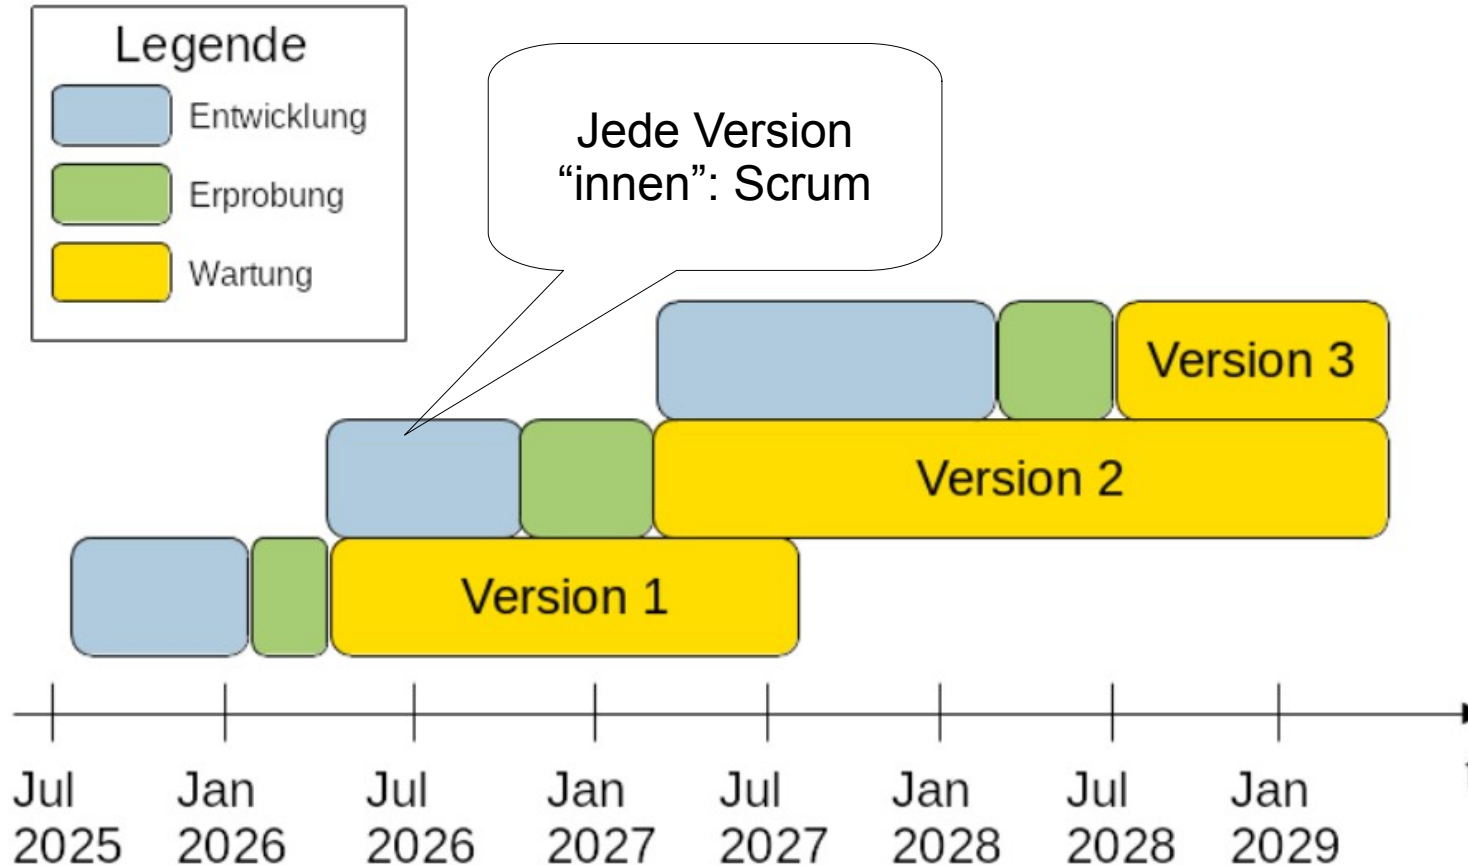 Legende
Entwicklung
Erprobung
Wartung
Jede Version
“innen”: Scrum
Version 3
Version 2
Version 1
Jul
2025
Jan
2026
Jul
2026
Jan
2027
Jul
2027
Jan
2028
Jul
2028
Jan
2029